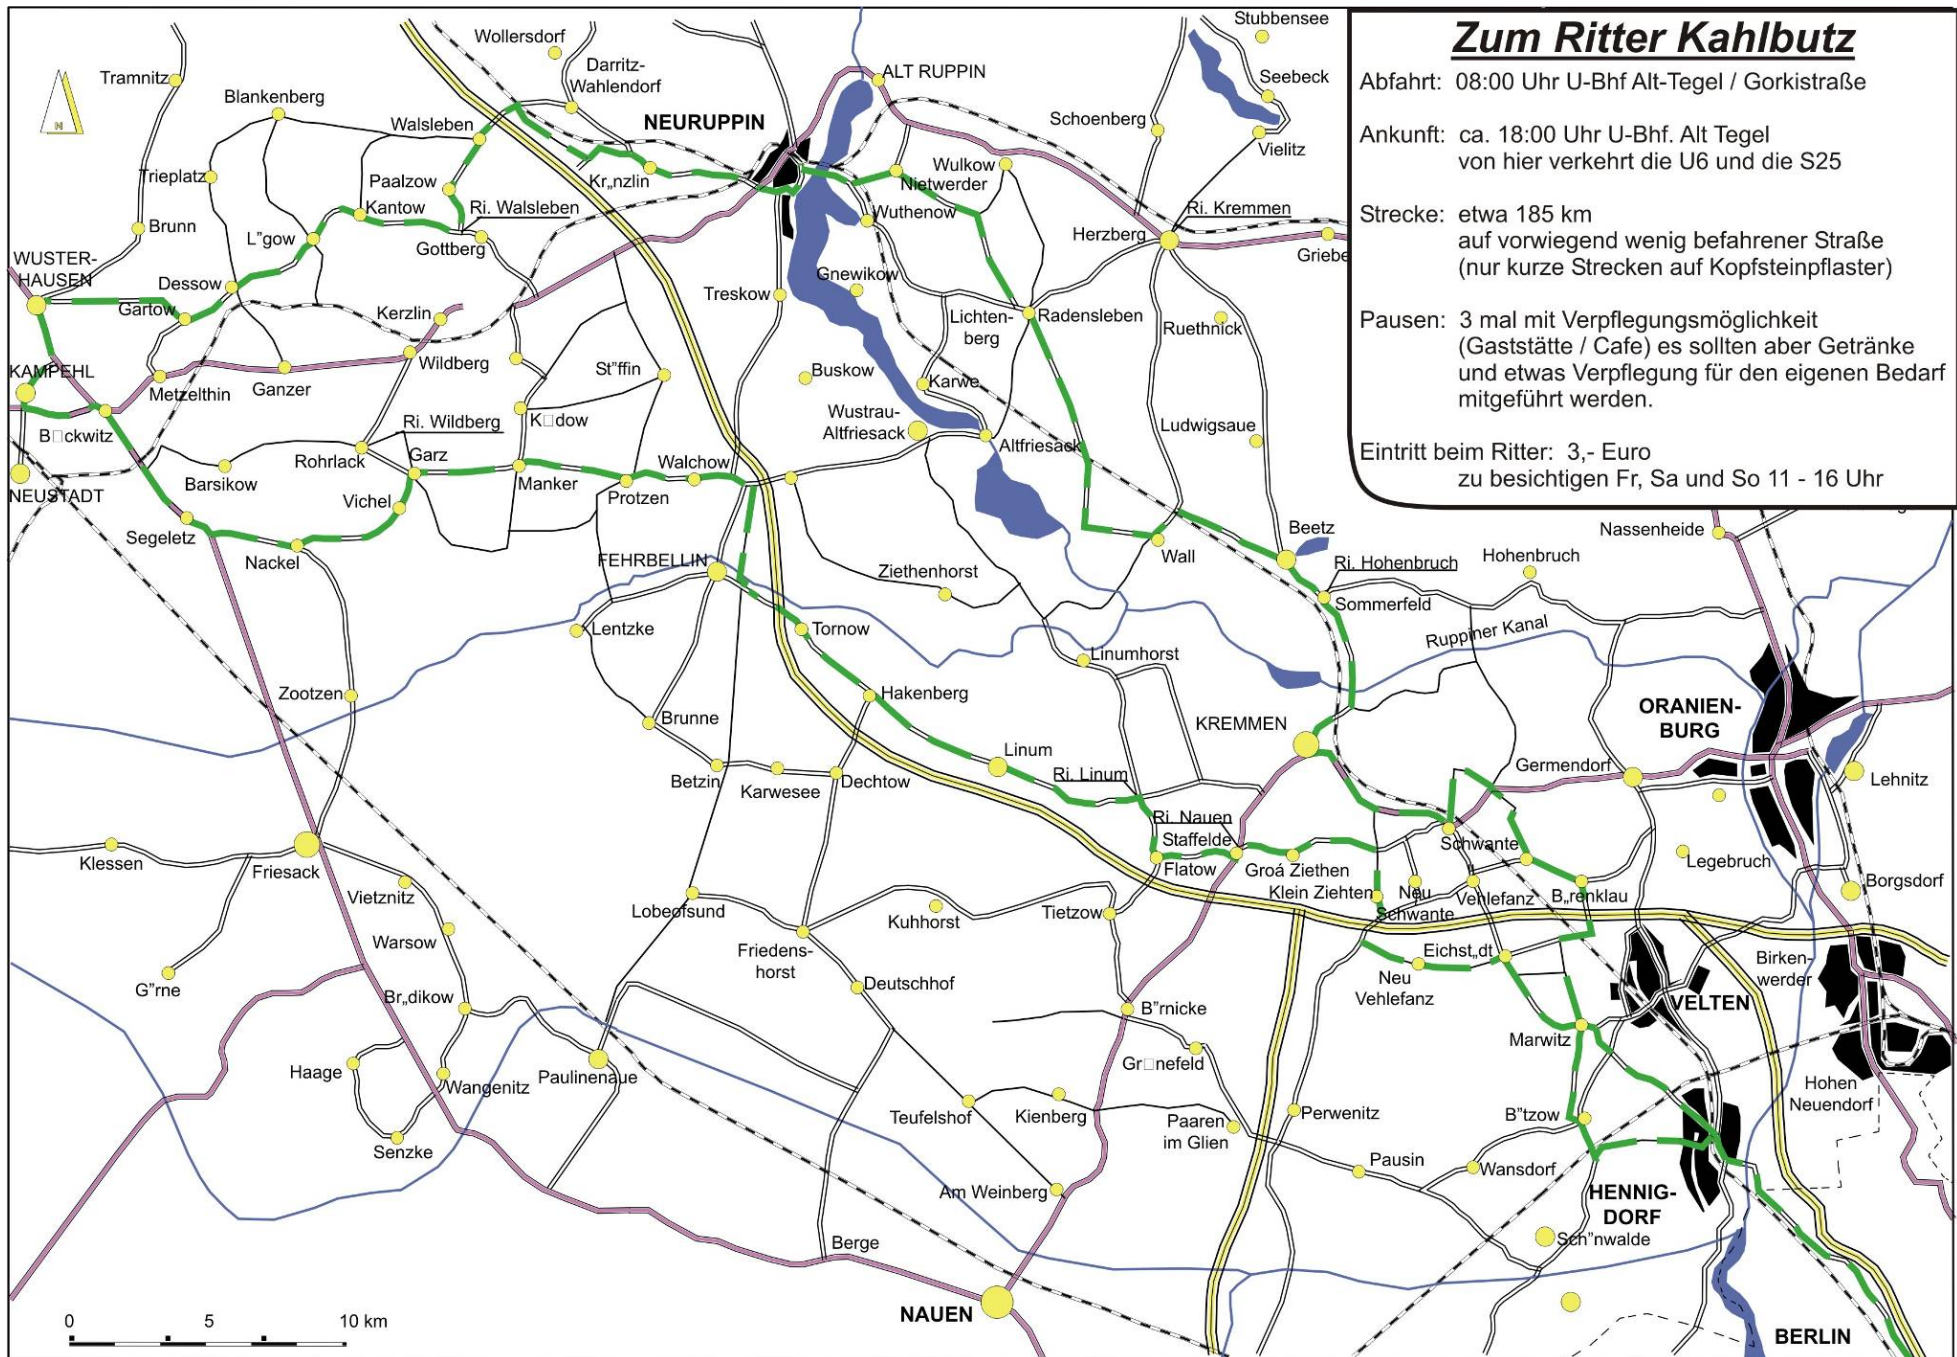 Zum Ritter Kahlbutz
Abfahrt: 08:00 Uhr U-Bhf Alt-Tegel / Gorkistraße
Ankunft: ca. 18:00 Uhr U-Bhf. Alt Tegel
von hier verkehrt die U6 und die S25
Strecke: etwa 185 km
auf vorwiegend wenig befahrener Straße
(nur kurze Strecken auf Kopfsteinpflaster)
Pausen: 3 mal mit Verpflegungsmöglichkeit
(Gaststätte / Cafe) es sollten aber Getränke
und etwas Verpflegung für den eigenen Bedarf
mitgeführt werden.
Eintritt beim Ritter: 3,- Euro
zu besichtigen Fr, Sa und So 11 - 16 Uhr
Stubbensee
Wollersdorf
Darritz-
Wahlendorf
Tramnitz
ALT RUPPIN
Seebeck
Blankenberg
Walsleben
NEURUPPIN
Schoenberg
Vielitz
N
Trieplatz
Paalzow
Kr„nzlin
Wulkow
Nietwerder
Kantow
Ri. Walsleben
Wuthenow
Ri. Kremmen
Brunn
L"gow
Gottberg
Herzberg
Griebe
WUSTER-
HAUSEN
Dessow
Gnewikow
Treskow
Gartow
Kerzlin
Lichten-
berg
Radensleben
Ruethnick
KAMPEHL
Wildberg
St"ffin
Buskow
Karwe
Metzelthin
Ganzer
Wustrau-
Altfriesack
B□ckwitz
Ri. Wildberg
K□dow
Ludwigsaue
Altfriesack
Rohrlack
Garz
Walchow
NEUSTADT
Barsikow
Vichel
Manker
Protzen
Segeletz
Nackel
Beetz
Nassenheide
FEHRBELLIN
Wall
Hohenbruch
Ri. Hohenbruch
Ziethenhorst
Sommerfeld
Lentzke
Tornow
Ruppiner Kanal
Linumhorst
Zootzen
Hakenberg
Brunne
KREMMEN
ORANIEN-
BURG
Linum
Betzin
Karwesee
Dechtow
Ri. Linum
Germendorf
Lehnitz
Ri. Nauen
Staffelde
Klessen
Friesack
Flatow
Groá Ziethen
Schwante
Legebruch
Vietznitz
Klein Ziehten
Neu
Schwante
Vehlefanz
B„renklau
Borgsdorf
Lobeofsund
Kuhhorst
Tietzow
Warsow
Friedens-
horst
Eichst„dt
Birken-
werder
G"rne
Br„dikow
Deutschhof
Neu
Vehlefanz
VELTEN
B"rnicke
Marwitz
Haage
Wangenitz
Paulinenaue
Gr□nefeld
Hohen
Neuendorf
Teufelshof
Kienberg
Paaren
im Glien
Perwenitz
B"tzow
Senzke
Pausin
Wansdorf
Am Weinberg
HENNIG-
DORF
Berge
Sch"nwalde
NAUEN
BERLIN
0 5 10 km